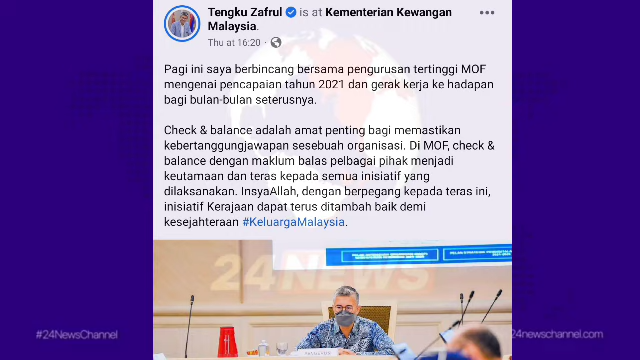 Tengku Zafrul is at Kementerian Kewangan
Malaysia.
Thu at 16:20 ·
Pagi ini saya berbincang bersama pengurusan tertinggi MOF
mengenai pencapaian tahun 2021 dan gerak kerja ke hadapan
bagi bulan-bulan seterusnya.
Check & balance adalah amat penting bagi memastikan
kebertanggungjawapan sesebuah organisasi. Di MOF, check &
balance dengan maklum balas pelbagai pihak menjadi
keutamaan dan teras kepada semua inisiatif yang
dilaksanakan. InsyaAllah, dengan berpegang kepada teras ini,
inisiatif Kerajaan dapat terus ditambah baik demi
kesejahteraan #KeluargaMalaysia.
24NEWS
#24NewsChannel
24newschannel.com/